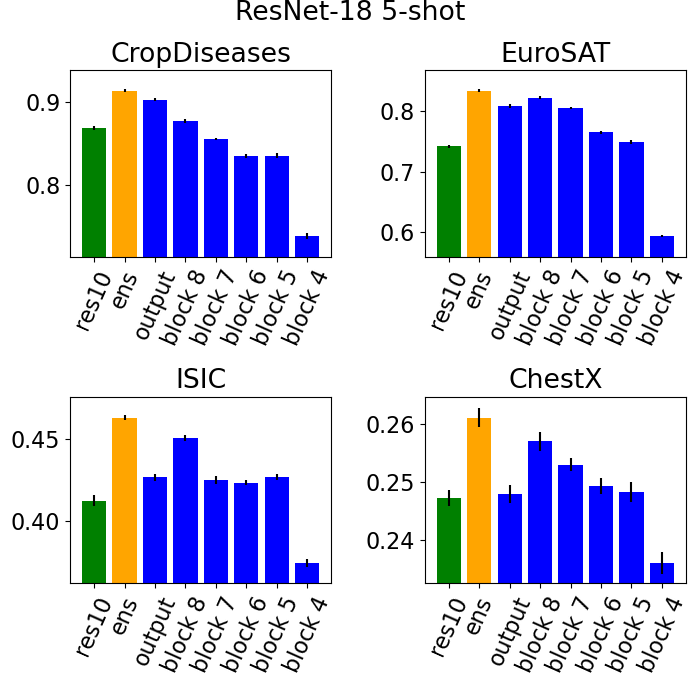 ResNet-18 5-shot
CropDiseases
0.9
0.8
res10
ens
output
block 8
block 7
block 6
block 5
block 4
EuroSAT
0.8
0.7
0.6
res10
ens
output
block 8
block 7
block 6
block 5
block 4
ISIC
0.45
0.40
res10
ens
output
block 8
block 7
block 6
block 5
block 4
ChestX
0.26
0.25
0.24
res10
ens
output
block 8
block 7
block 6
block 5
block 4